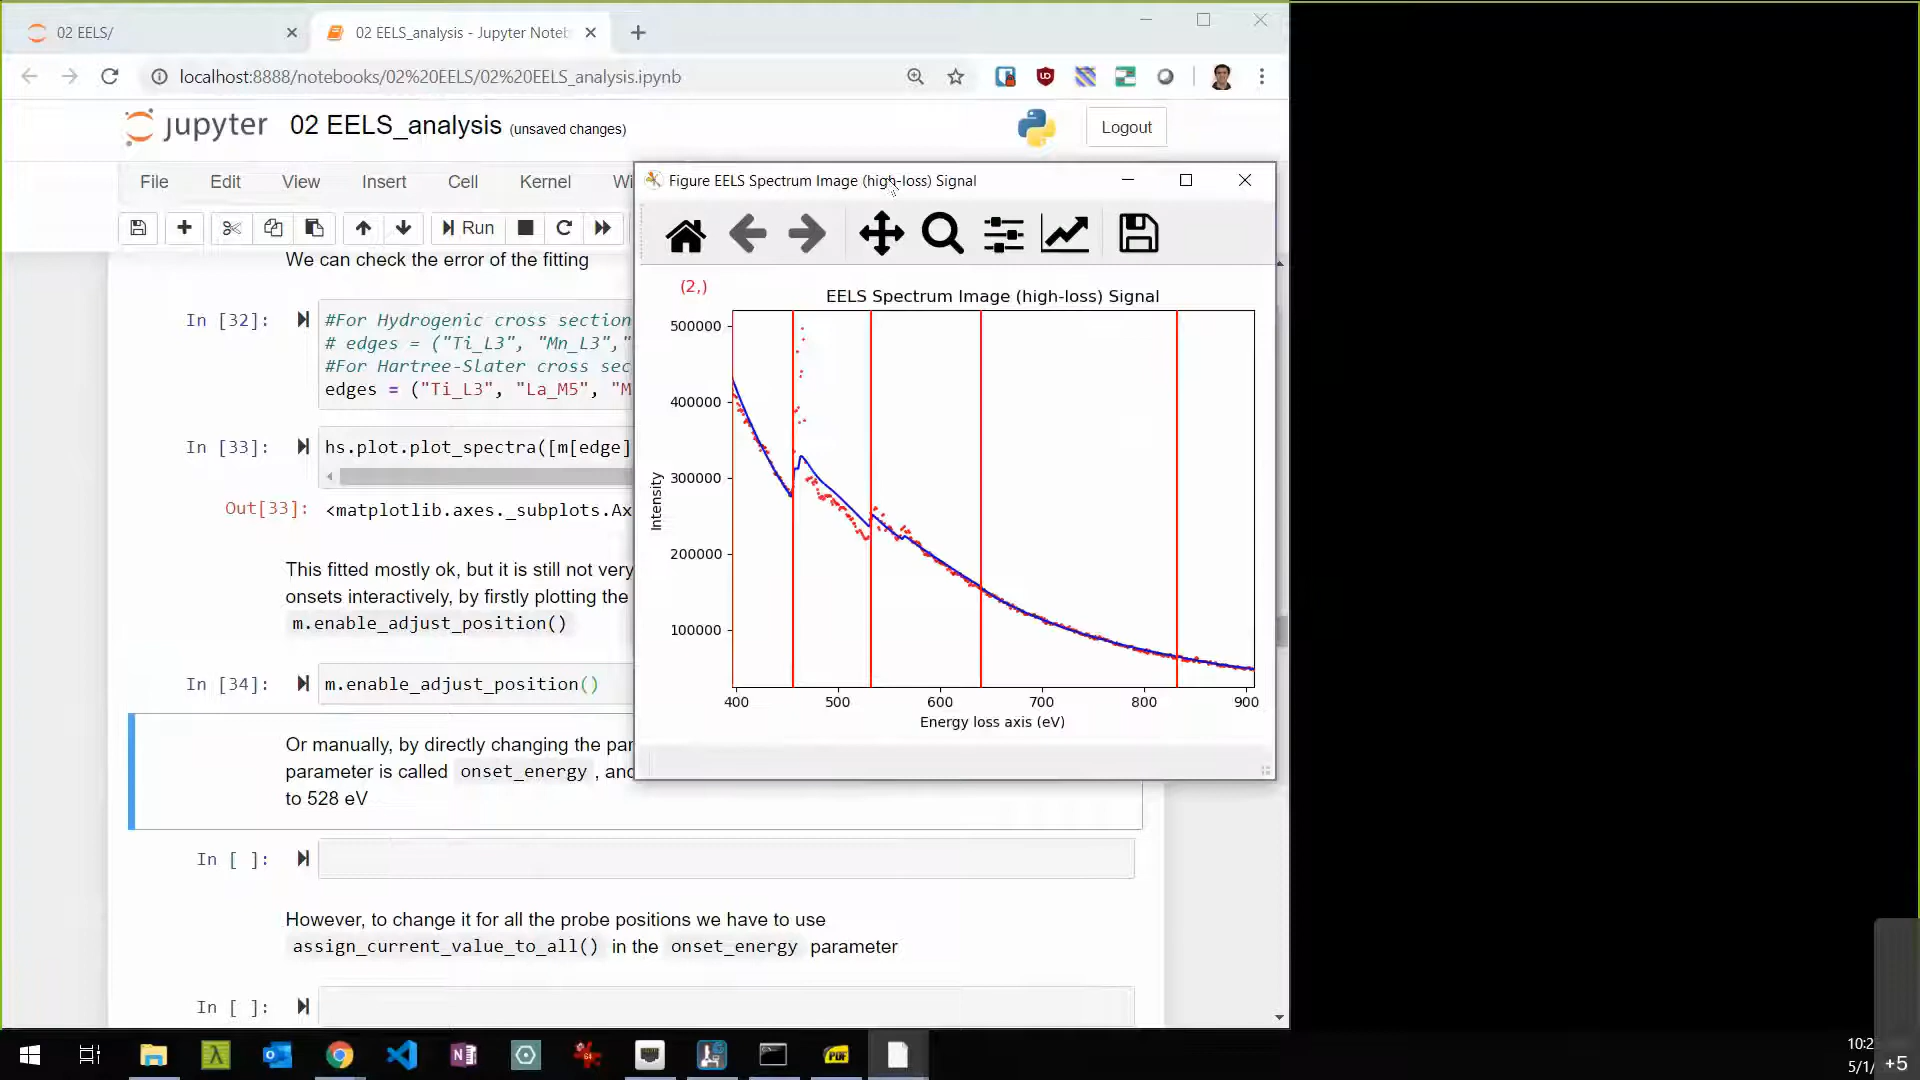 02 EELS/
02 EELS_analysis - Jupyter Noteb
localhost:8888/notebooks/02%20EELS/02%20EELS_analysis.ipynb
jupyter 02 EELS_analysis (unsaved changes)
Logout
File Edit View Insert Cell Kernel Wi
Run
We can check the error of the fitting
In [32]:
#For Hydrogenic cross section
# edges = ("Ti_L3", "Mn_L3","
#For Hartree-Slater cross sec
edges = ("Ti_L3", "La_M5", "M
In [33]:
hs.plot.plot_spectra([m[edge]
Out[33]:
<matplotlib.axes._subplots.Ax
This fitted mostly ok, but it is still not very
onsets interactively, by firstly plotting the
m.enable_adjust_position()
In [34]:
m.enable_adjust_position()
Or manually, by directly changing the par
parameter is called onset_energy , and
to 528 eV
In [ ]:
However, to change it for all the probe positions we have to use
assign_current_value_to_all() in the onset_energy parameter
In [ ]:
Figure EELS Spectrum Image (high-loss) Signal
(2,)
EELS Spectrum Image (high-loss) Signal
500000
400000
300000
200000
100000
Intensity
400 500 600 700 800 900
Energy loss axis (eV)
PDF
10:2
5/1/
+5